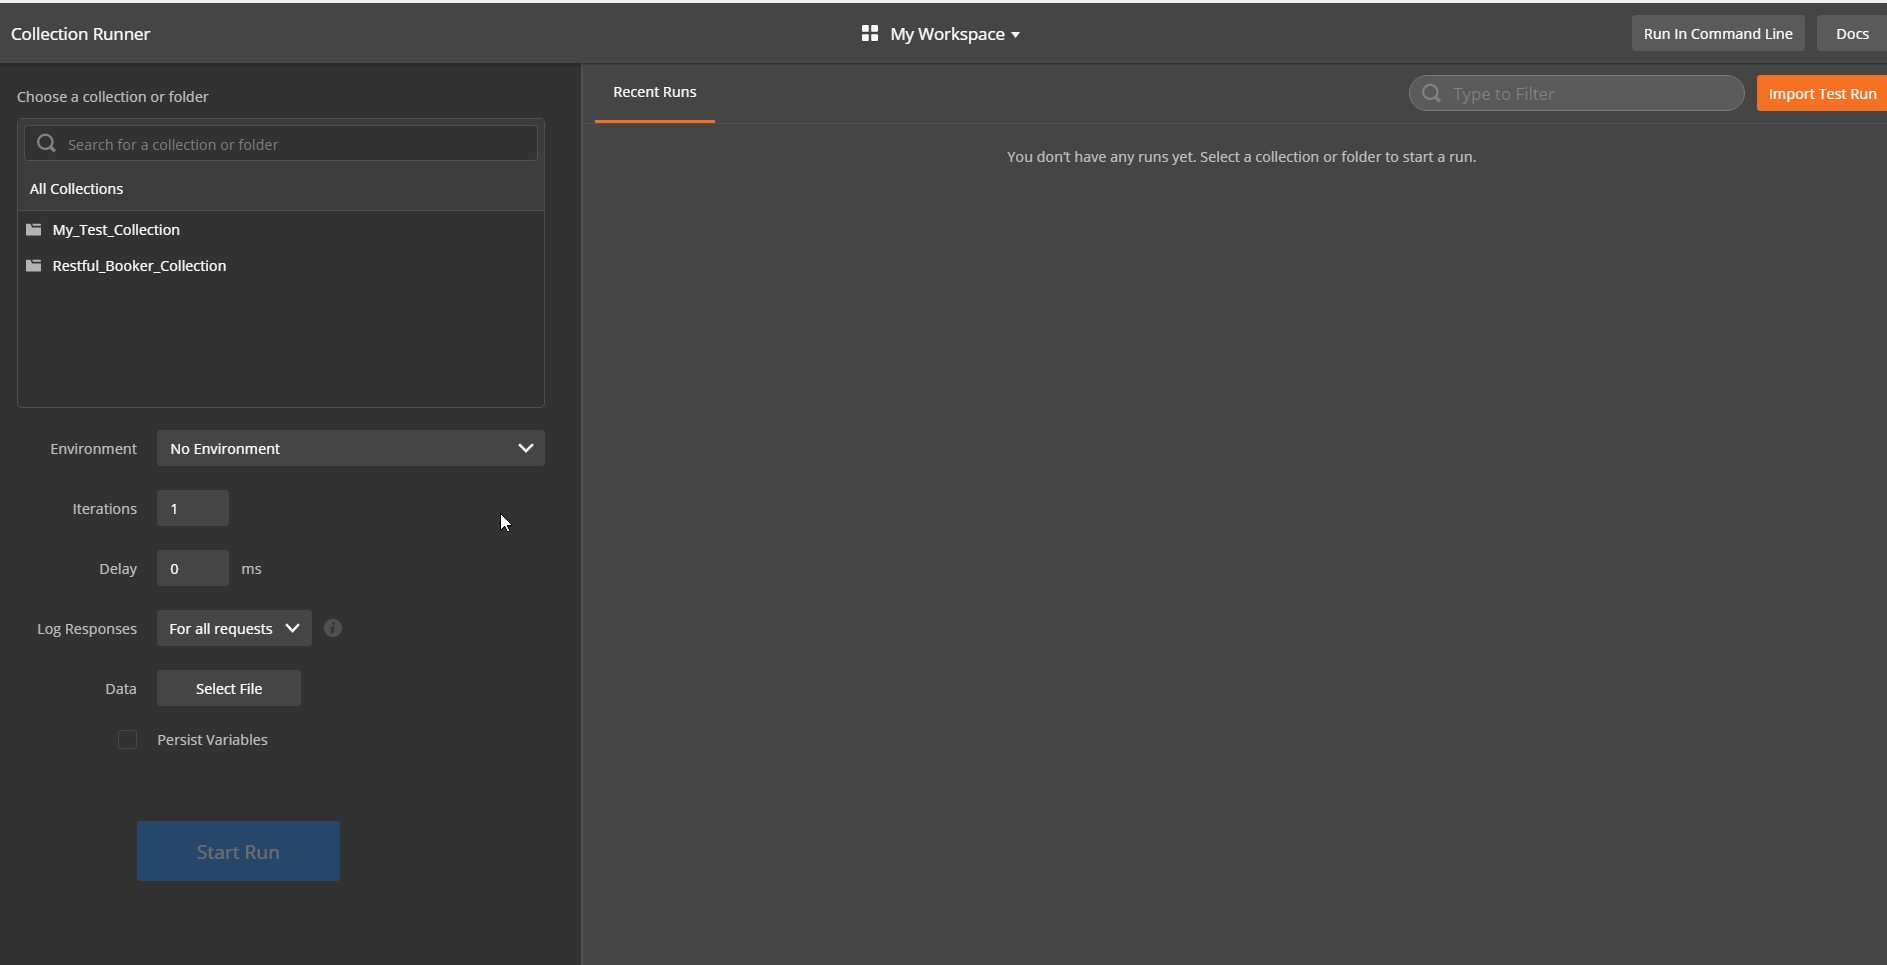 Collection Runner
My Workspace
Run In Command Line
Docs
Choose a collection or folder
Search for a collection or folder
All Collections
My_Test_Collection
Restful_Booker_Collection
Environment
No Environment
Iterations
1
Delay
0
ms
Log Responses
For all requests
Data
Select File
Persist Variables
Start Run
Recent Runs
Type to Filter
Import Test Run
You don't have any runs yet. Select a collection or folder to start a run.